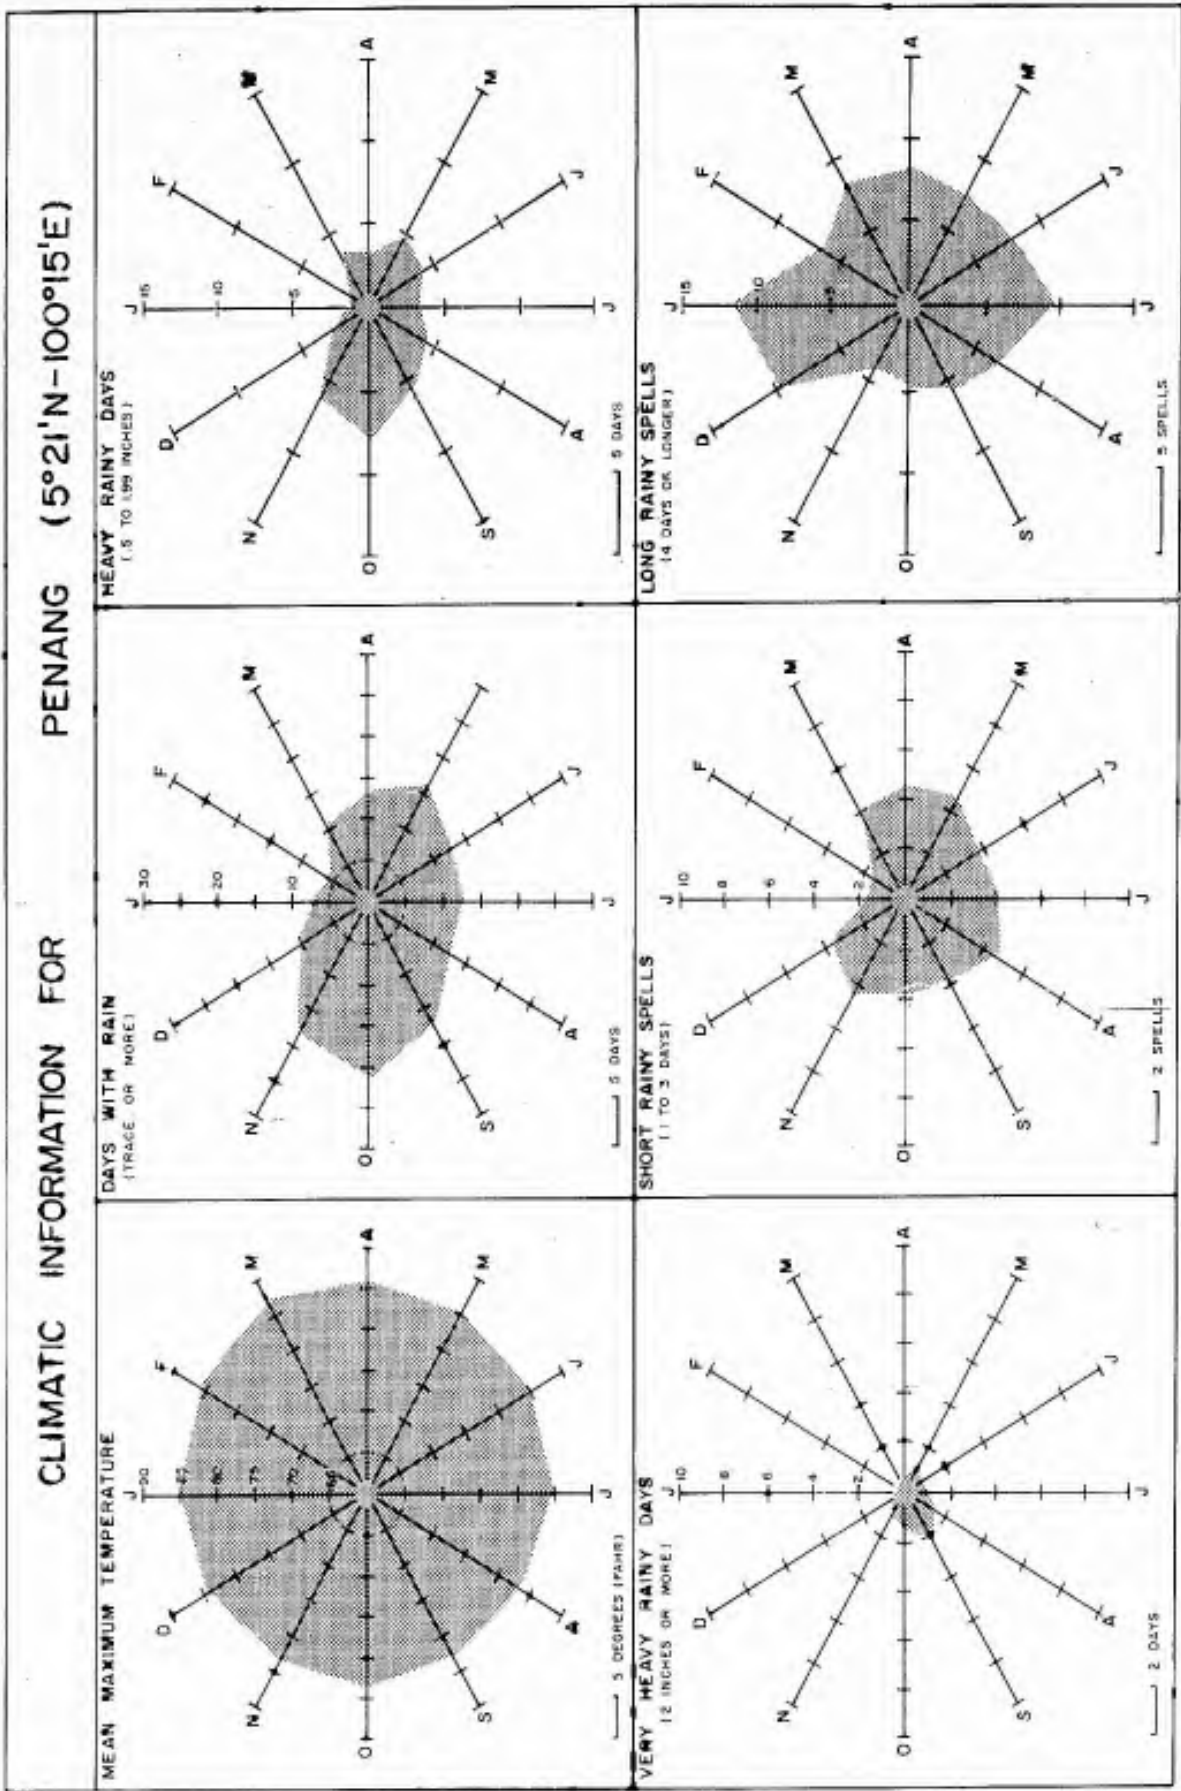 CLIMATIC INFORMATION FOR PENANG (5°21'N-100°15'E)
MEAN MAXIMUM TEMPERATURE
J
F
M
A
M
J
J
A
S
O
N
D
90
85
80
75
70
5 DEGREES (FAHR)
DAYS WITH RAIN
(TRACE OR MORE)
J
F
M
A
J
J
A
S
O
N
D
30
20
10
5 DAYS
HEAVY RAINY DAYS
(.5 TO 1.99 INCHES)
J
F
A
M
J
J
A
S
O
N
D
15
10
5
5 DAYS
VERY HEAVY RAINY DAYS
(2 INCHES OR MORE)
J
F
M
A
M
J
J
A
S
O
N
D
10
8
6
4
2
2 DAYS
SHORT RAINY SPELLS
(1 TO 3 DAYS)
J
F
M
A
M
J
J
A
S
O
N
D
10
8
6
4
2
2 SPELLS
LONG RAINY SPELLS
(4 DAYS OR LONGER)
J
F
M
A
M
J
J
A
S
O
N
D
15
10
5
5 SPELLS